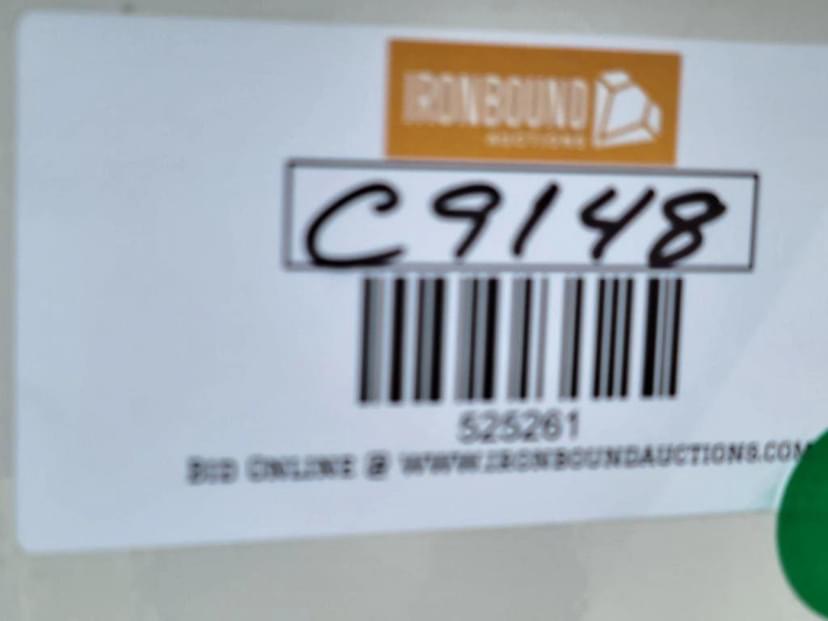 IRONBOUND
AUCTIONS
C9148
525261
BID ONLINE @ WWW.IRONBOUNDAUCTIONS.COM